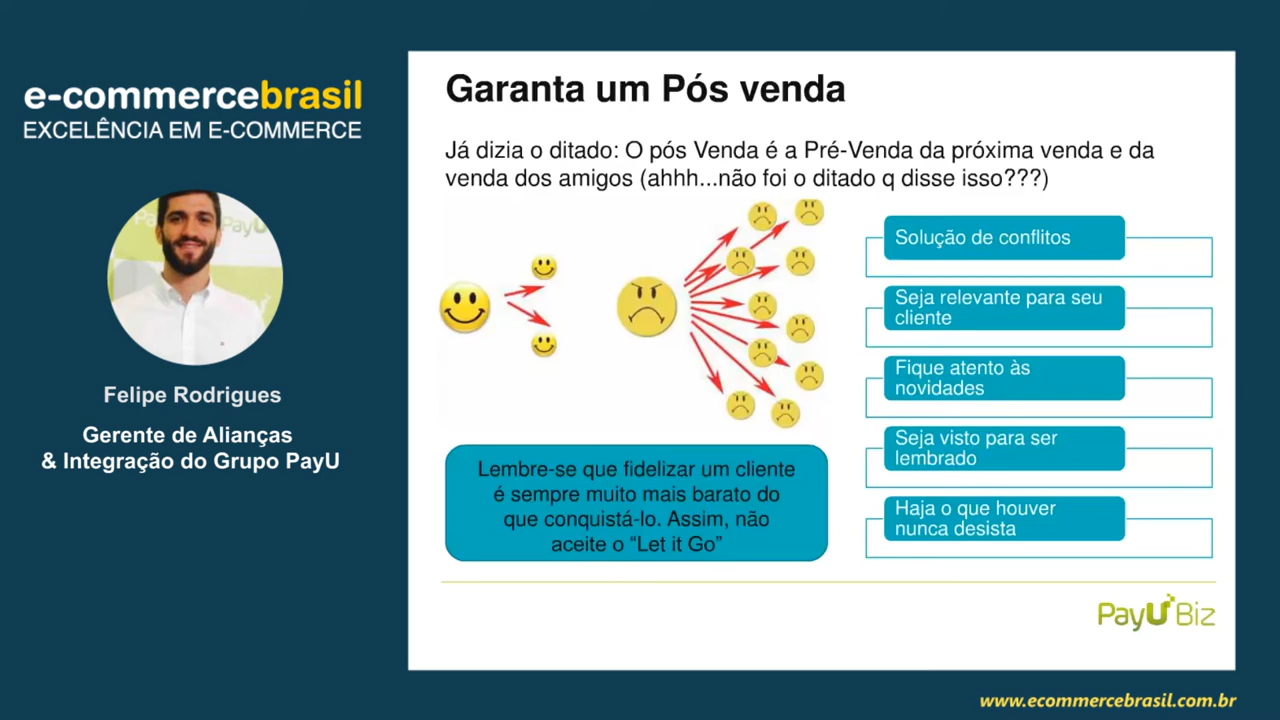 e-commercebrasil
EXCELÊNCIA EM E-COMMERCE
Felipe Rodrigues
Gerente de Alianças
& Integração do Grupo PayU
Garanta um Pós venda
Já dizia o ditado: O pós Venda é a Pré-Venda da próxima venda e da
venda dos amigos (ahhh...não foi o ditado q disse isso???)
Lembre-se que fidelizar um cliente
é sempre muito mais barato do
que conquistá-lo. Assim, não
aceite o “Let it Go”
Solução de conflitos
Seja relevante para seu
cliente
Fique atento às
novidades
Seja visto para ser
lembrado
Haja o que houver
nunca desista
PayU Biz
www.ecommercebrasil.com.br